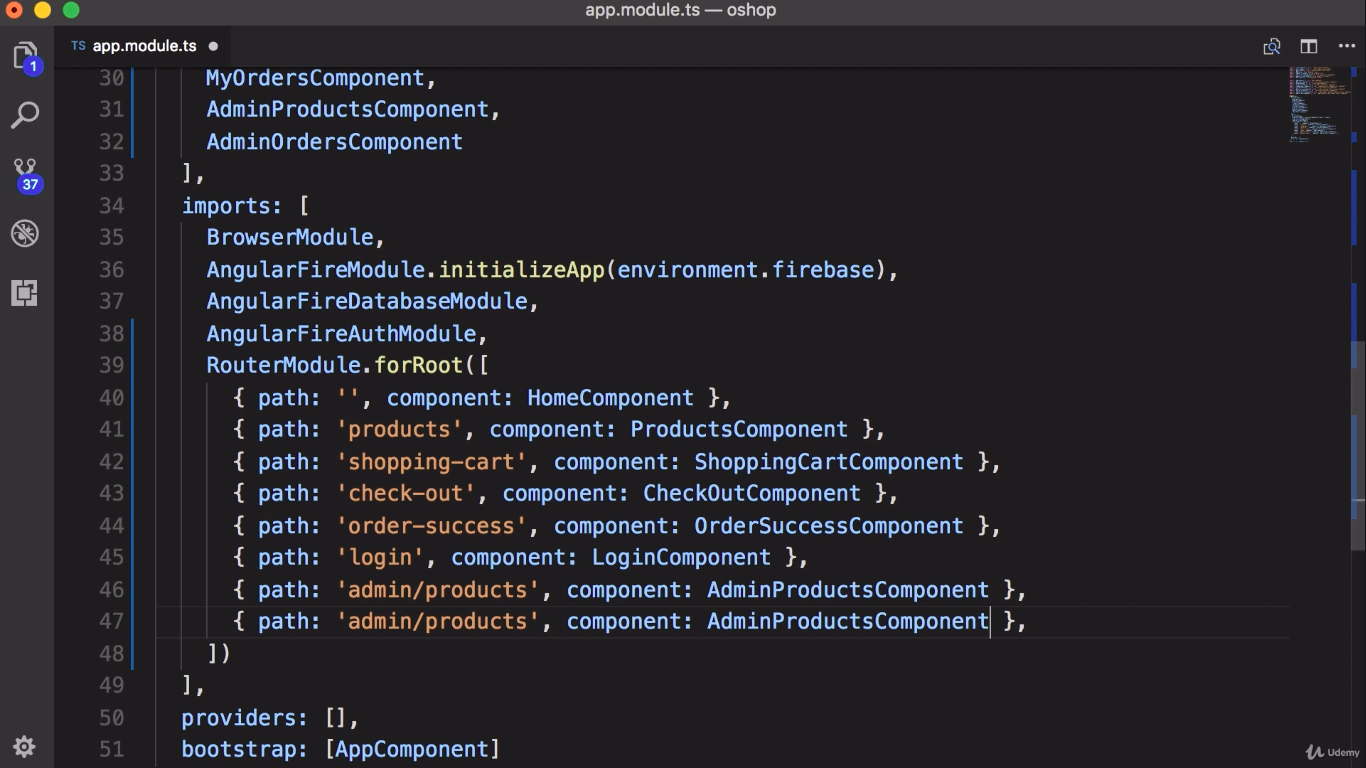 app.module.ts — oshop
TS app.module.ts
1
37
30 MyOrdersComponent,
31 AdminProductsComponent,
32 AdminOrdersComponent
33 ],
34 imports: [
35 BrowserModule,
36 AngularFireModule.initializeApp(environment.firebase),
37 AngularFireDatabaseModule,
38 AngularFireAuthModule,
39 RouterModule.forRoot([
40 { path: '', component: HomeComponent },
41 { path: 'products', component: ProductsComponent },
42 { path: 'shopping-cart', component: ShoppingCartComponent },
43 { path: 'check-out', component: CheckOutComponent },
44 { path: 'order-success', component: OrderSuccessComponent },
45 { path: 'login', component: LoginComponent },
46 { path: 'admin/products', component: AdminProductsComponent },
47 { path: 'admin/products', component: AdminProductsComponent },
48 ])
49 ],
50 providers: [],
51 bootstrap: [AppComponent]
Udemy